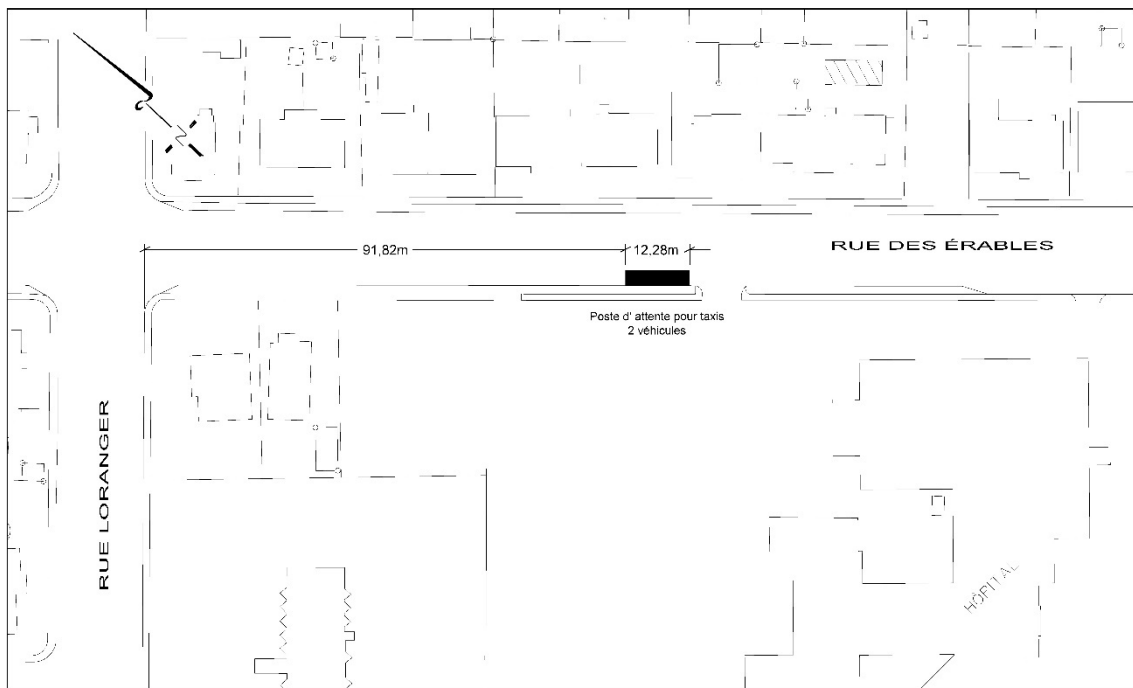 RUE DES ÉRABLES
91,82m
12,28m
Poste d' attente pour taxis
2 véhicules
RUE LORANGER
HÔPITAL